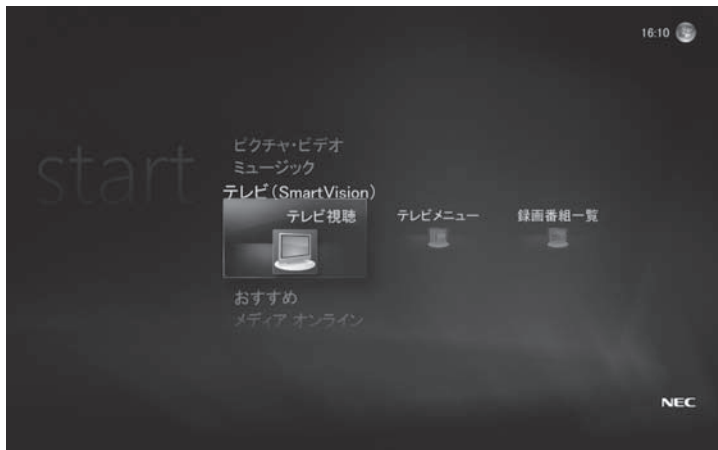 16:10
start
ピクチャ・ビデオ
ミュージック
テレビ(SmartVision)
テレビ視聴 テレビメニュー 録画番組一覧
おすすめ
メディア オンライン
NEC